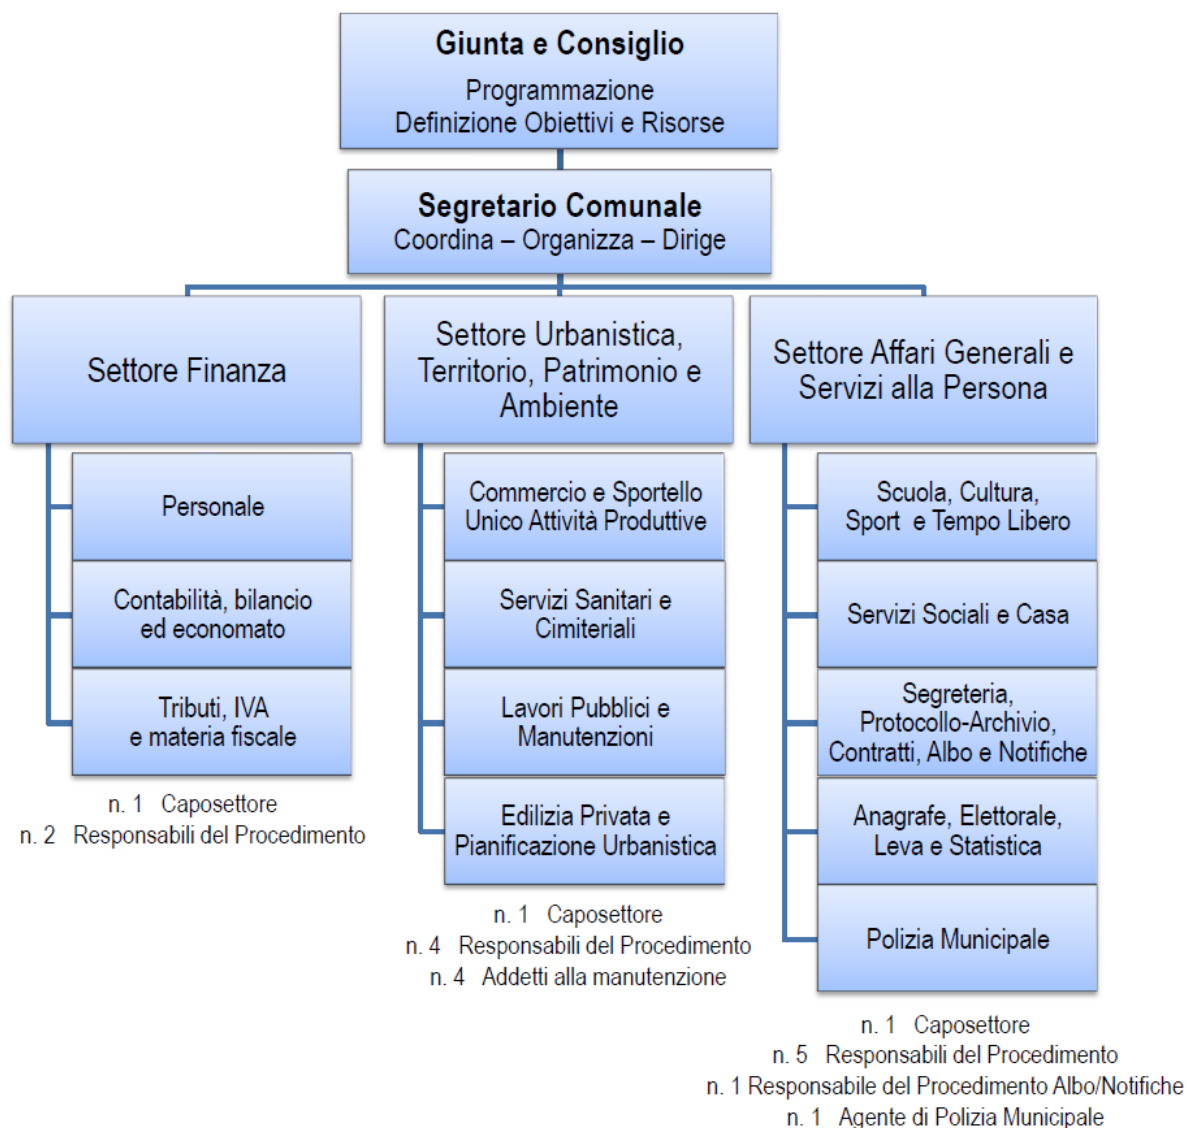 Giunta e Consiglio
Programmazione
Definizione Obiettivi e Risorse
Segretario Comunale
Coordina – Organizza – Dirige
Settore Finanza
Personale
Contabilità, bilancio
ed economato
Tributi, IVA
e materia fiscale
n. 1 Caposettore
n. 2 Responsabili del Procedimento
Settore Urbanistica,
Territorio, Patrimonio e
Ambiente
Commercio e Sportello
Unico Attività Produttive
Servizi Sanitari e
Cimiteriali
Lavori Pubblici e
Manutenzioni
Edilizia Privata e
Pianificazione Urbanistica
n. 1 Caposettore
n. 4 Responsabili del Procedimento
n. 4 Addetti alla manutenzione
Settore Affari Generali e
Servizi alla Persona
Scuola, Cultura,
Sport e Tempo Libero
Servizi Sociali e Casa
Segreteria,
Protocollo-Archivio,
Contratti, Albo e Notifiche
Anagrafe, Elettorale,
Leva e Statistica
Polizia Municipale
n. 1 Caposettore
n. 5 Responsabili del Procedimento
n. 1 Responsabile del Procedimento Albo/Notifiche
n. 1 Agente di Polizia Municipale